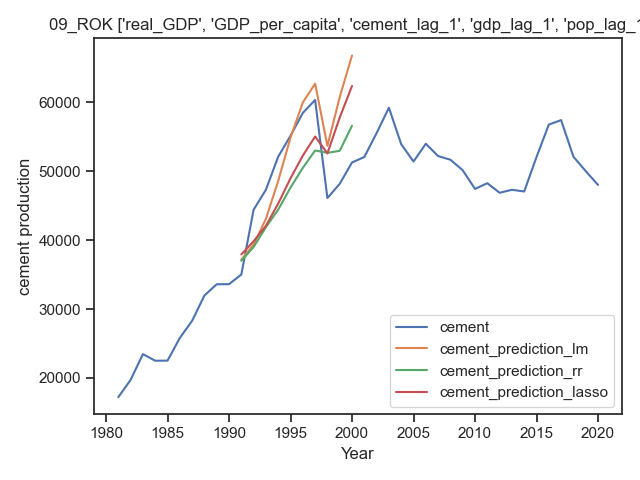 09_ROK ['real_GDP', 'GDP_per_capita', 'cement_lag_1', 'gdp_lag_1', 'pop_lag_1
60000
50000
40000
30000
20000
cement production
cement
cement_prediction_lm
cement_prediction_rr
cement_prediction_lasso
1980 1985 1990 1995 2000 2005 2010 2015 2020
Year